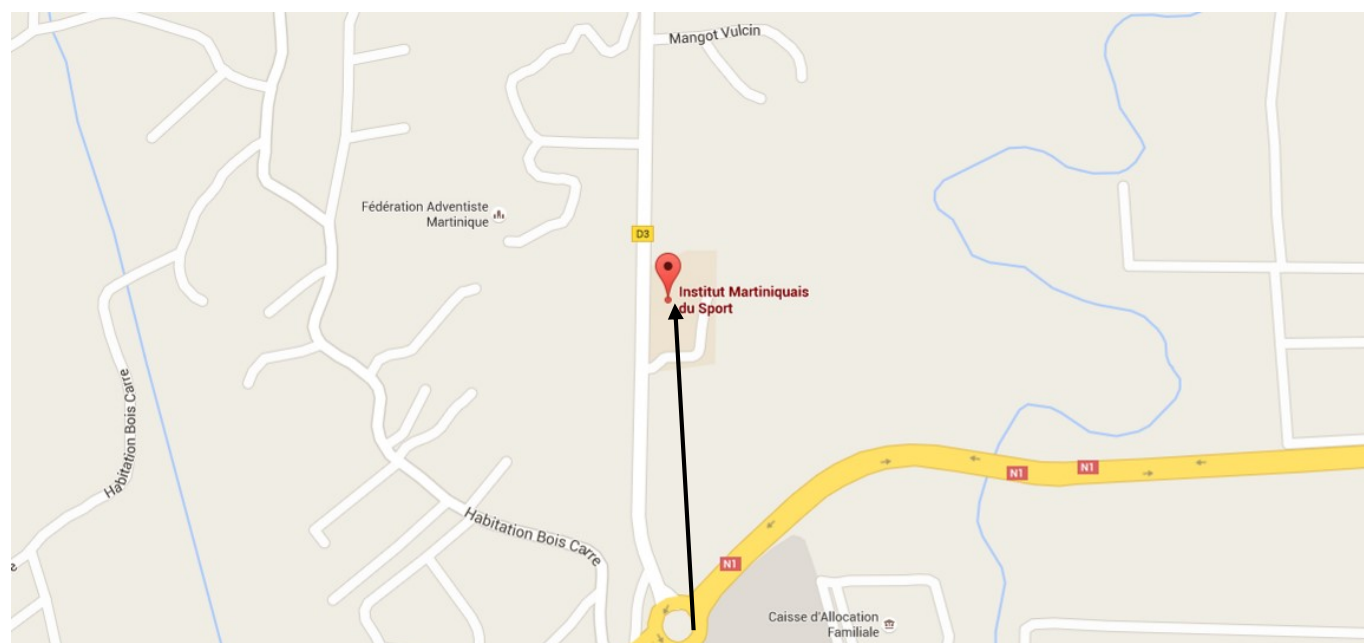 Mangot Vulcin
Fédération Adventiste
Martinique
D3
Institut Martiniquais
du Sport
Habitation Bois Carre
N1
N1
Habitation Bois Carre
N1
Caisse d'Allocation
Familiale